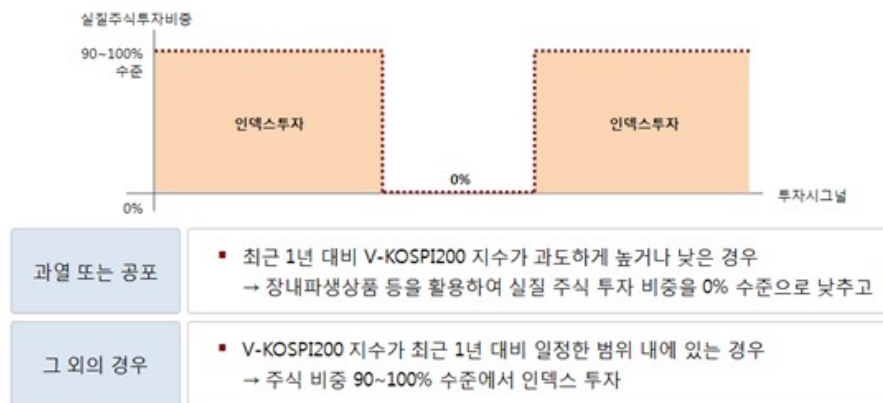 실질주식투자비중
90~100%
수준
인덱스투자
인덱스투자
0%
0%
투자시그널
과열 또는 공포
▪ 최근 1년 대비 V-KOSPI200 지수가 과도하게 높거나 낮은 경우
→ 장내파생상품 등을 활용하여 실질 주식 투자 비중을 0% 수준으로 낮추고
그 외의 경우
▪ V-KOSPI200 지수가 최근 1년 대비 일정한 범위 내에 있는 경우
→ 주식 비중 90~100% 수준에서 인덱스 투자